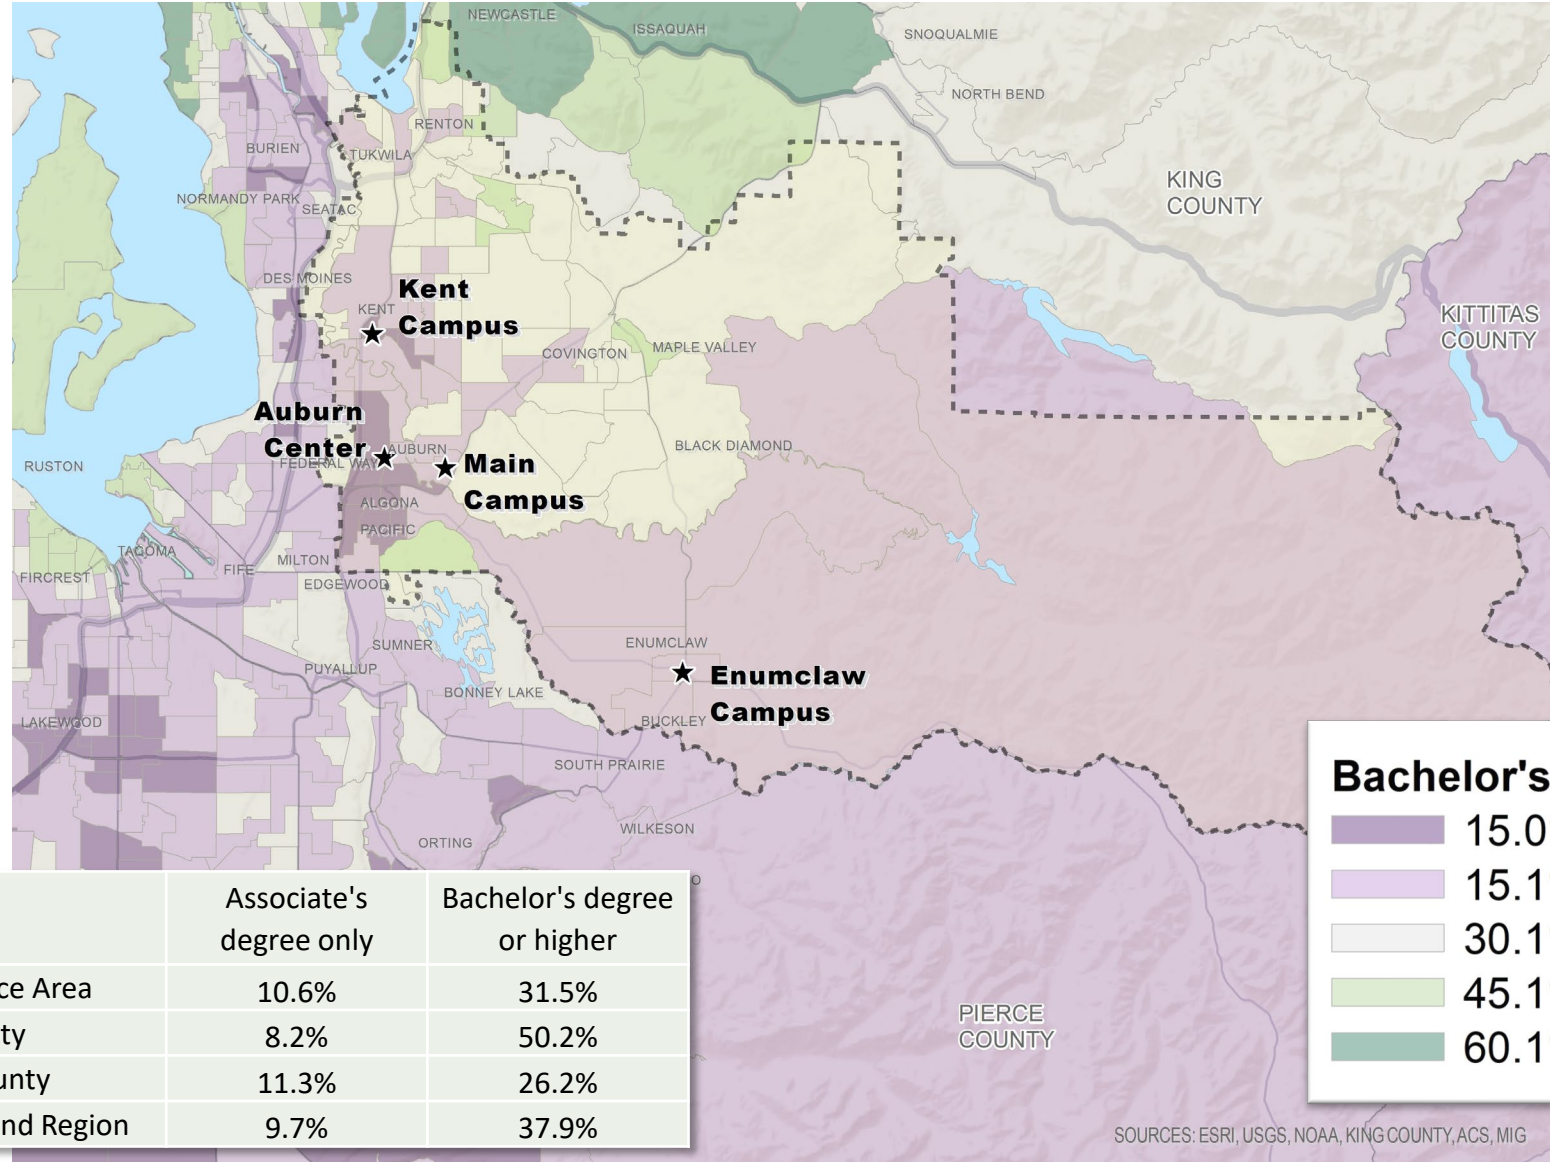 NEWCASTLE
ISSAQUAH
SNOQUALMIE
NORTH BEND
RENTON
BURIEN
TUKWILA
KING
COUNTY
NORMANDY PARK
SEATAC
DES MOINES
Kent
Campus
KENT
KITTITAS
COUNTY
COVINGTON
MAPLE VALLEY
Auburn
Center
AUBURN
BLACK DIAMOND
FEDERAL WAY
Main
Campus
RUSTON
ALGONA
PACIFIC
TACOMA
MILTON
FIFE
FIRCREST
EDGEWOOD
ENUMCLAW
SUMNER
PUYALLUP
Enumclaw
Campus
BONNEY LAKE
LAKEWOOD
BUCKLEY
SOUTH PRAIRIE
WILKESON
ORTING
O
PIERCE
COUNTY
Bachelor's
15.0
15.1
30.1
45.1
60.1
Associate's
degree only
Bachelor's degree
or higher
ce Area 10.6% 31.5%
ty 8.2% 50.2%
unty 11.3% 26.2%
nd Region 9.7% 37.9%
SOURCES: ESRI, USGS, NOAA, KING COUNTY, ACS, MIG